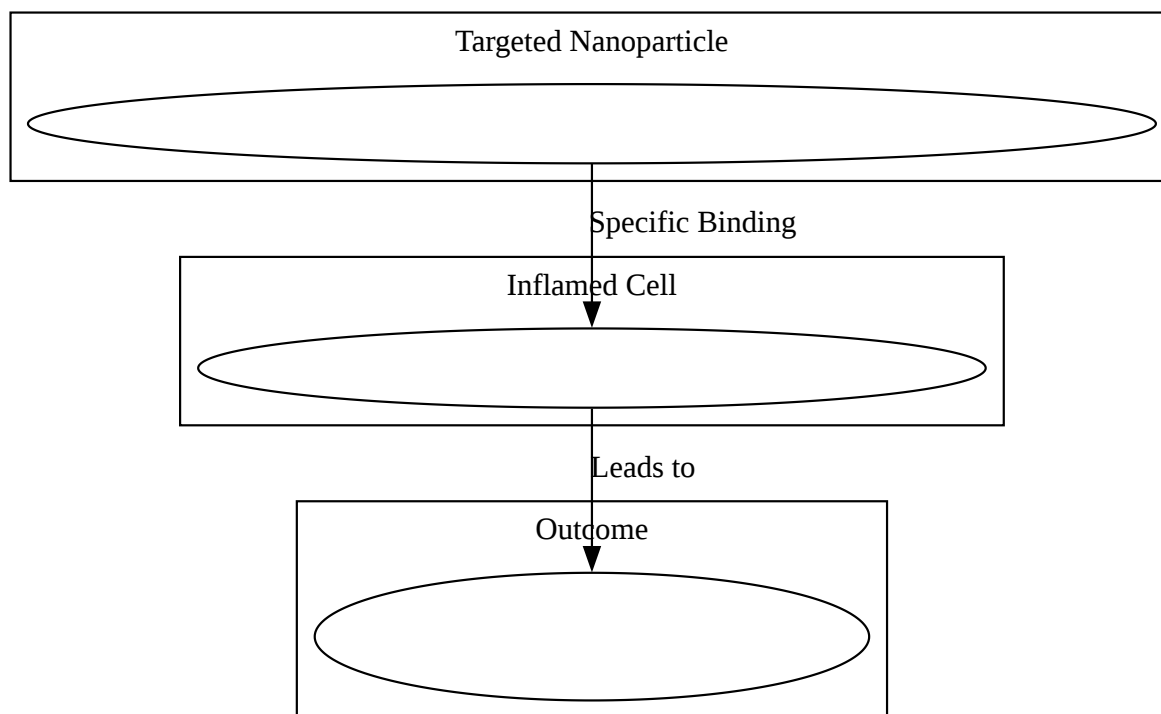 Targeted Nanoparticle
Specific Binding
Inflamed Cell
Leads to
Outcome